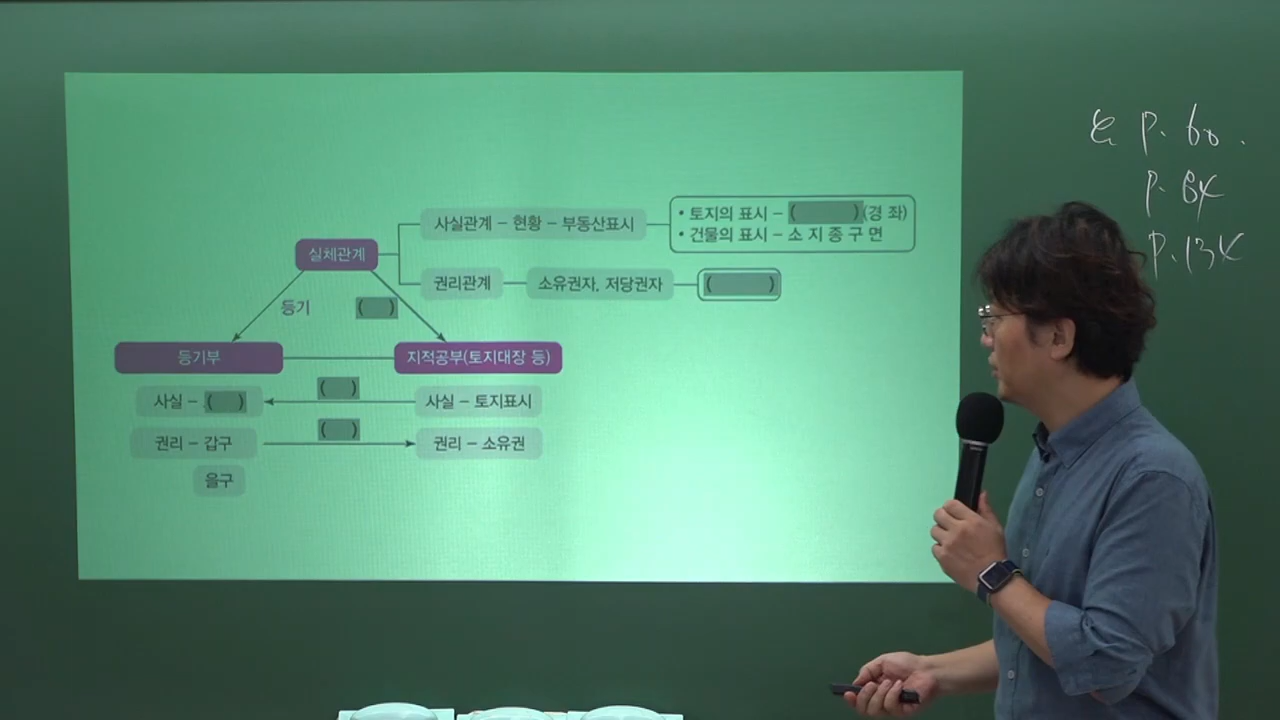 사실관계 – 현황 – 부동산표시
• 토지의 표시 – (          )(경 좌)
• 건물의 표시 – 소 지 종 구 면
실체관계
권리관계
소유권자, 저당권자
(          )
등기
(     )
등기부
지적공부(토지대장 등)
사실 – (     )
(     )
사실 – 토지표시
권리 – 갑구
(     )
권리 – 소유권
을구
P. 60.
P. 84
P. 134